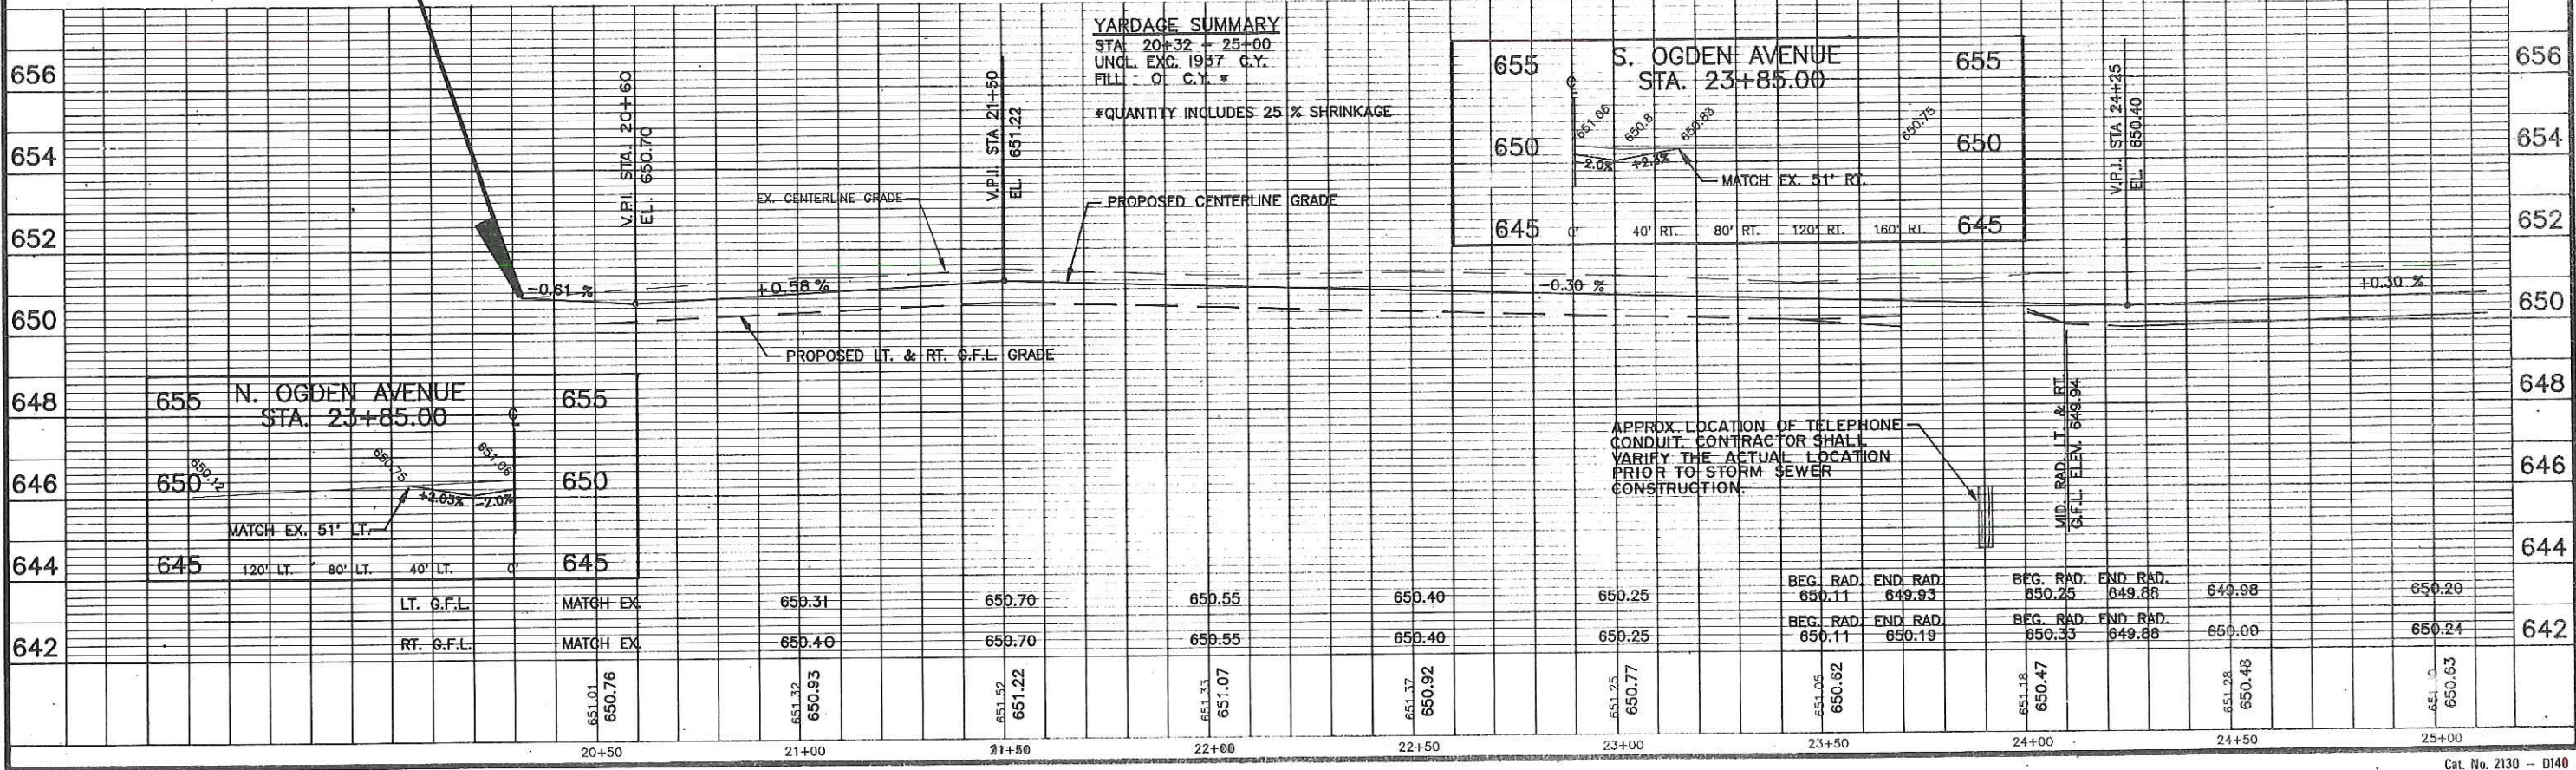 YARDAGE SUMMARY
STA. 20+32 - 25+00
UNCL. EXC. 1937 C.Y.
FILL - 0 C.Y. *
*QUANTITY INCLUDES 25 % SHRINKAGE
656
654
652
650
648
646
644
642
656
654
652
650
648
646
644
642
V.P.I. STA. 20+60
EL. 650.70
V.P.I. STA 21+50
EL. 651.22
V.P.I. STA 24+25
EL. 650.40
S. OGDEN AVENUE
STA. 23+85.00
655
655
650
650
645
645
℄
651.06
650.8
650.83
650.75
-2.0%
+2.3%
MATCH EX. 51' RT.
0'
40' RT.
80' RT.
120' RT.
160' RT.
EX. CENTERLINE GRADE
PROPOSED CENTERLINE GRADE
-0.61 %
+0.58 %
-0.30 %
+0.30 %
PROPOSED LT. & RT. G.F.L. GRADE
N. OGDEN AVENUE
STA. 23+85.00
655
655
650
650
645
645
℄
650.12
650.75
651.06
+2.03%
-2.0%
MATCH EX. 51' LT.
120' LT.
80' LT.
40' LT.
0'
APPROX. LOCATION OF TELEPHONE
CONDUIT. CONTRACTOR SHALL
VARIFY THE ACTUAL LOCATION
PRIOR TO STORM SEWER
CONSTRUCTION.
MID. RAD. LT. & RT.
G.F.L. ELEV. 649.94
BEG. RAD. END RAD. BEG. RAD. END RAD.
LT. G.F.L. MATCH EX. 650.31 650.70 650.55 650.40 650.25 650.11 649.93 650.25 649.88 649.98 650.20
BEG. RAD. END RAD. BEG. RAD. END RAD.
RT. G.F.L. MATCH EX. 650.40 650.70 650.55 650.40 650.25 650.11 650.19 650.33 649.88 650.00 650.24
651.01
650.76
651.32
650.93
651.52
651.22
651.33
651.07
651.37
650.92
651.25
650.77
651.05
650.62
651.18
650.47
651.28
650.48
650.63
20+50 21+00 21+50 22+00 22+50 23+00 23+50 24+00 24+50 25+00
Cat. No. 2130 - D140